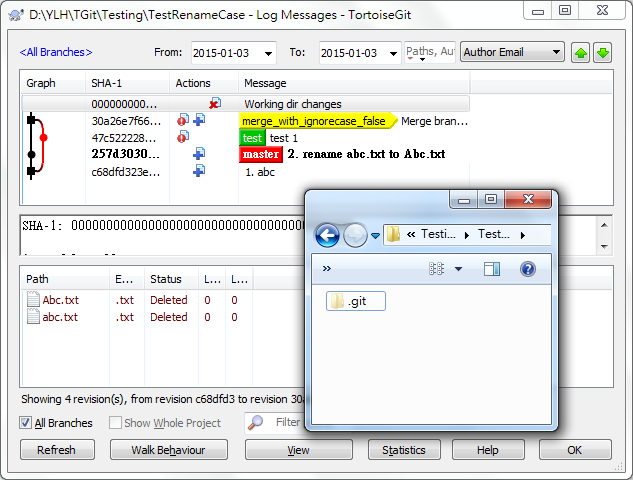 D:\YLH\TGit\Testing\TestRenameCase - Log Messages - TortoiseGit
<All Branches> From: 2015-01-03 To: 2015-01-03 Paths, Au Author Email
Graph SHA-1 Actions Message
000000000... Working dir changes
30a26e7f66... merge_with_ignorecase_false Merge bran...
47c522228... test test 1
257d3030... master 2. rename abc.txt to Abc.txt
c68dfd323e... 1. abc
SHA-1: 
« Testi... Test...
»
.git
Path E... Status L... L...
Abc.txt .txt Deleted 0 0
abc.txt .txt Deleted 0 0
Showing 4 revision(s), from revision c68dfd3 to revision 30a
All Branches Show Whole Project Filter
Refresh Walk Behaviour View Statistics Help OK